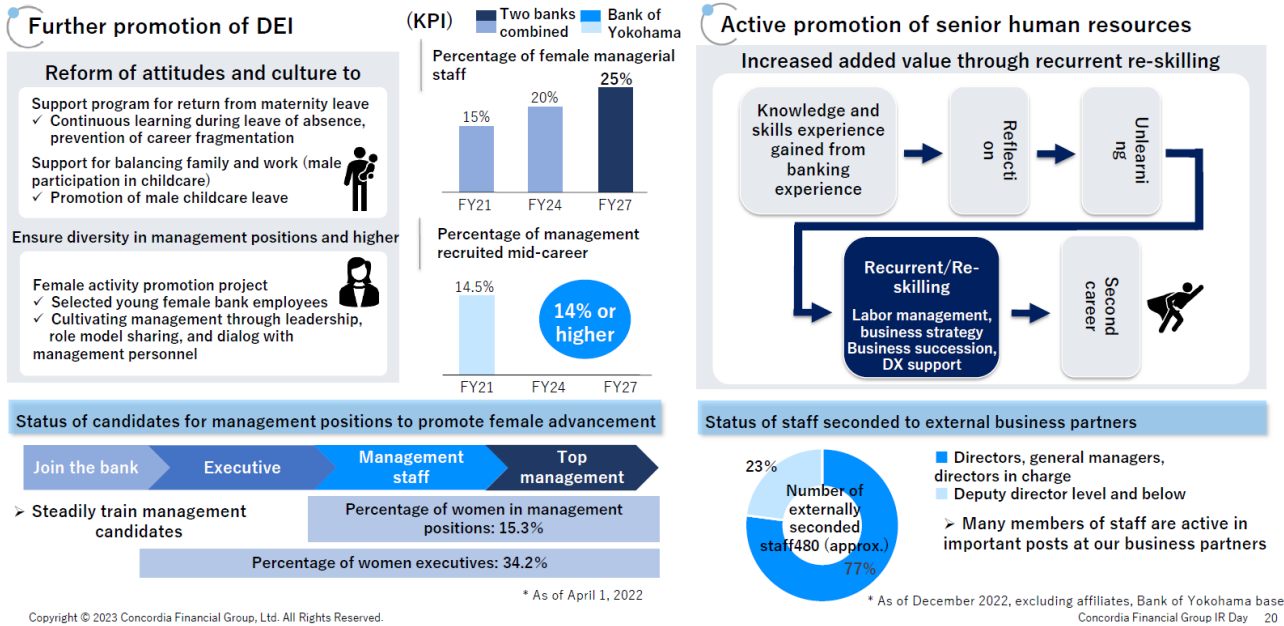 Further promotion of DEI
Reform of attitudes and culture to
Support program for return from maternity leave
✓ Continuous learning during leave of absence,
prevention of career fragmentation
Support for balancing family and work (male
participation in childcare)
✓ Promotion of male childcare leave
Ensure diversity in management positions and higher
Female activity promotion project
✓ Selected young female bank employees
✓ Cultivating management through leadership,
role model sharing, and dialog with
management personnel
(KPI)
Two banks
combined
Bank of
Yokohama
Percentage of female managerial
staff
15%
20%
25%
FY21
FY24
FY27
Percentage of management
recruited mid-career
14.5%
14% or
higher
FY21
FY24
FY27
Status of candidates for management positions to promote female advancement
Join the bank
Executive
Management
staff
Top
management
➢ Steadily train management
candidates
Percentage of women in management
positions: 15.3%
Percentage of women executives: 34.2%
* As of April 1, 2022
Copyright © 2023 Concordia Financial Group, Ltd. All Rights Reserved.
Active promotion of senior human resources
Increased added value through recurrent re-skilling
Knowledge and
skills experience
gained from
banking
experience
Reflecti
on
Unlearni
ng
Recurrent/Re-
skilling
Labor management,
business strategy
Business succession,
DX support
Second
career
Status of staff seconded to external business partners
23%
Number of
externally
seconded
staff480 (approx.)
77%
Directors, general managers,
directors in charge
Deputy director level and below
➢ Many members of staff are active in
important posts at our business partners
* As of December 2022, excluding affiliates, Bank of Yokohama base
Concordia Financial Group IR Day 20